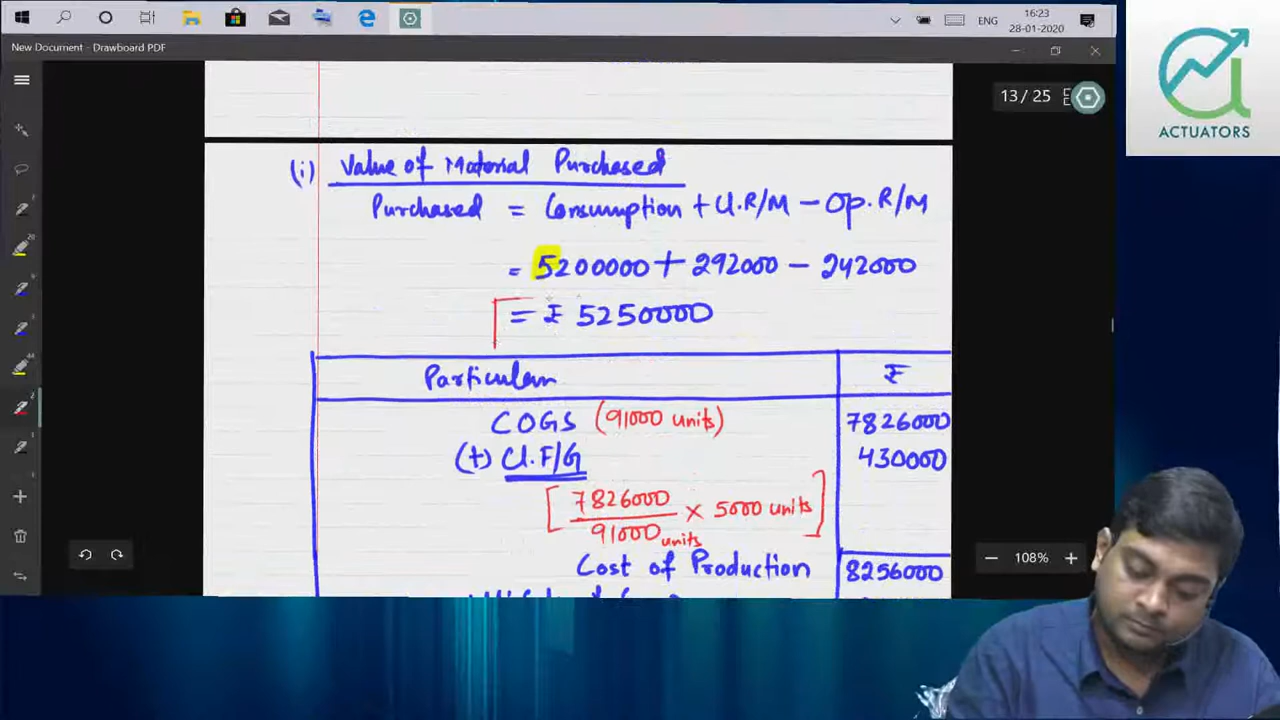 ENG
16:23
28-01-2020
New Document - Drawboard PDF
13 / 25
ACTUATORS
(i) Value of Material Purchased
Purchased = Consumption + Cl.R/M - Op.R/M
= 5200000 + 292000 - 242000
= ₹ 5250000
Particulars ₹
COGS (91000 units) 7826000
(+) Cl.F/G 430000
[7826000 × 5000 units]
91000 units
Cost of Production 8256000
108%